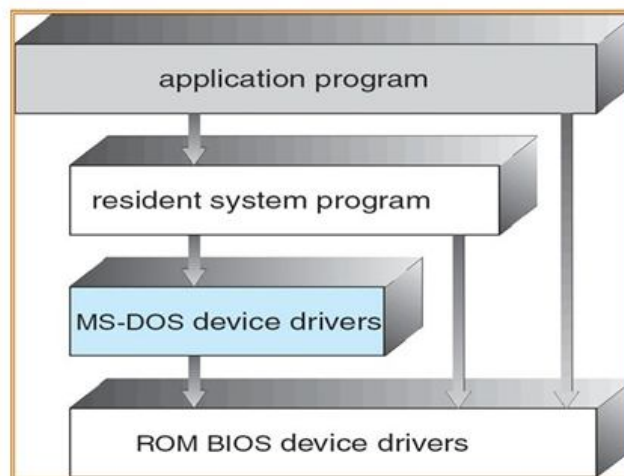 application program
resident system program
MS-DOS device drivers
ROM BIOS device drivers